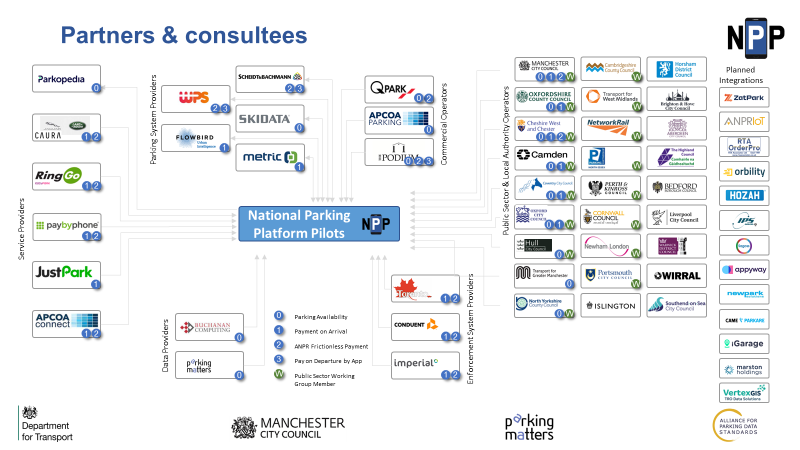 Partners & consultees
NPP
Parkopedia
0
CAURA
1 2
RingGo
1 2
paybyphone
1 2
JustPark
1
APCOA
connect
1 2
Service Providers
Parking System Providers
WPS
2 3
FLOWBIRD
1
SCHEIDT&BACHMANN
2 3
SKIDATA
0
metric
1
QPARK
0 2
APCOA
PARKING
0
THE
PODIUM
0 2 3
Commercial Operators
National Parking
Platform Pilots
NPP
Data Providers
BUCHANAN
COMPUTING
0
parking
matters
0
0 Parking Availability
1 Payment on Arrival
2 ANPR Frictionless Payment
3 Pay on Departure by App
W Public Sector Working
Group Member
1 2
CONDUENT
1 2
imperial
1 2
Enforcement System Providers
Public Sector & Local Authority Operators
MANCHESTER
CITY COUNCIL
0 1 2 W
Cambridgeshire
County Council
W
Horsham
District
Council
OXFORDSHIRE
COUNTY COUNCIL
0 1 W
Transport for
West Midlands
W
Brighton & Hove
City Council
Cheshire West
and Chester
0 1 2 W
NetworkRail
W
Camden
0 1 2 W
W
The Highland
Council
Coventry City Council
0 1 W
PERTH &
KINROSS
COUNCIL
W
BEDFORD
BOROUGH COUNCIL
OXFORD
CITY
COUNCIL
0 1 W
CORNWALL
COUNCIL
W
Liverpool
City Council
Hull
City Council
0 W
Newham London
W
Transport for
Greater Manchester
0
Portsmouth
CITY COUNCIL
W
WIRRAL
North Yorkshire
County Council
0 W
ISLINGTON
Southend-on-Sea
City Council
Planned
Integrations
ZatPark
ANPRIOT
RTA
OrderPro
orbility
HOZAH
IPS
appyway
newpark
CAME PARKARE
iGarage
marston
holdings
VertexGIS
TRO Data Solutions
Department
for Transport
MANCHESTER
CITY COUNCIL
parking
matters
ALLIANCE FOR
PARKING DATA
STANDARDS